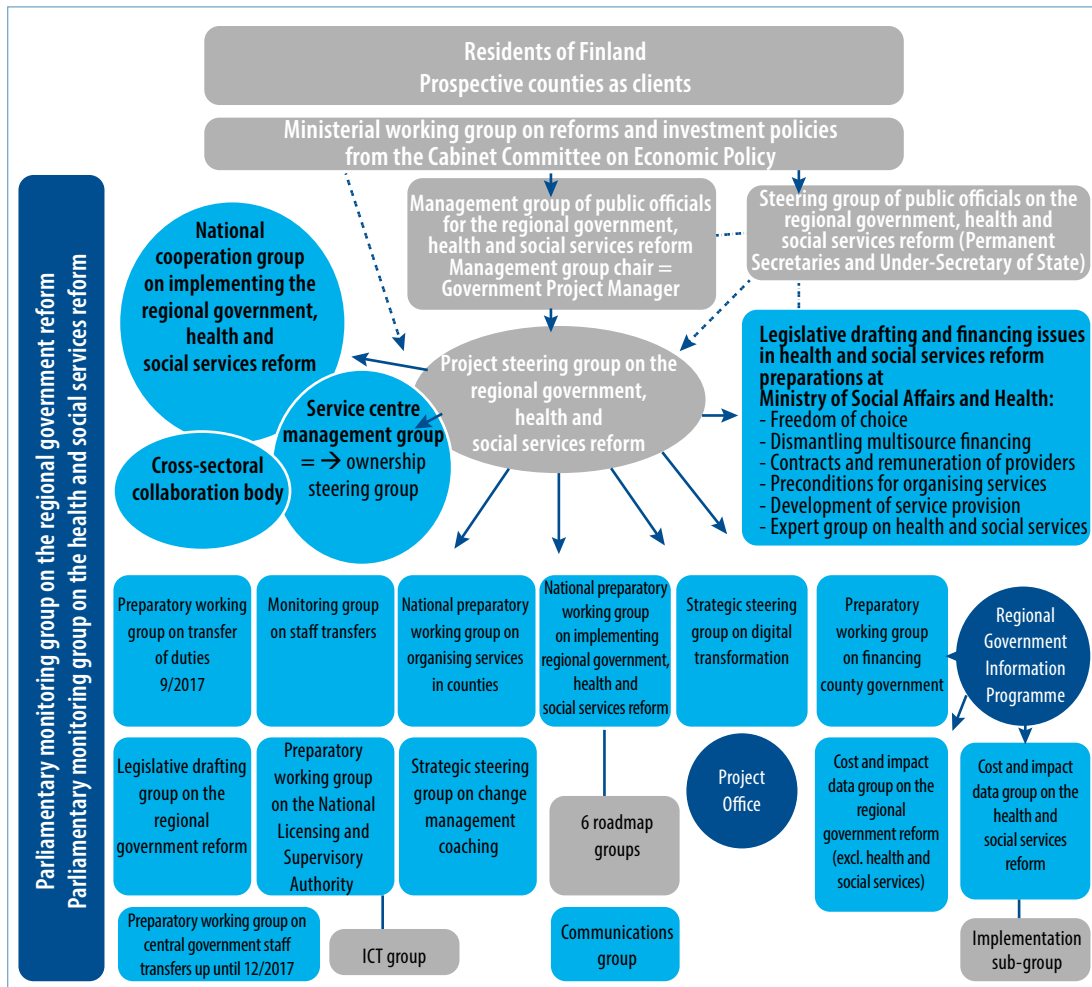 Residents of Finland
Prospective counties as clients
Ministerial working group on reforms and investment policies
from the Cabinet Committee on Economic Policy
Parliamentary monitoring group on the regional government reform
Parliamentary monitoring group on the health and social services reform
National
cooperation group
on implementing the
regional government,
health and
social services reform
Management group of public officials
for the regional government,
health and social services reform
Management group chair =
Government Project Manager
Steering group of public officials on the
regional government, health and
social services reform (Permanent
Secretaries and Under-Secretary of State)
Project steering group on the
regional government,
health and
social services reform
Service centre
management group
= → ownership
steering group
Cross-sectoral
collaboration body
Legislative drafting and financing issues
in health and social services reform
preparations at
Ministry of Social Affairs and Health:
- Freedom of choice
- Dismantling multisource financing
- Contracts and remuneration of providers
- Preconditions for organising services
- Development of service provision
- Expert group on health and social services
Preparatory working
group on transfer
of duties
9/2017
Monitoring group
on staff transfers
National preparatory
working group on
organising services
in counties
National preparatory
working group
on implementing
regional government,
health and
social services reform
Strategic steering
group on digital
transformation
Preparatory
working group
on financing
county government
Regional
Government
Information
Programme
Legislative drafting
group on the
regional
government reform
Preparatory
working group
on the National
Licensing and
Supervisory
Authority
Strategic steering
group on change
management
coaching
6 roadmap
groups
Project
Office
Cost and impact
data group on the
regional
government reform
(excl. health and
social services)
Cost and impact
data group on the
health and
social services
reform
Preparatory working group on
central government staff
transfers up until 12/2017
ICT group
Communications
group
Implementation
sub-group